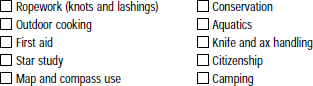 Ropework (knots and lashings)
Outdoor cooking
First aid
Star study
Map and compass use
Conservation
Aquatics
Knife and ax handling
Citizenship
Camping